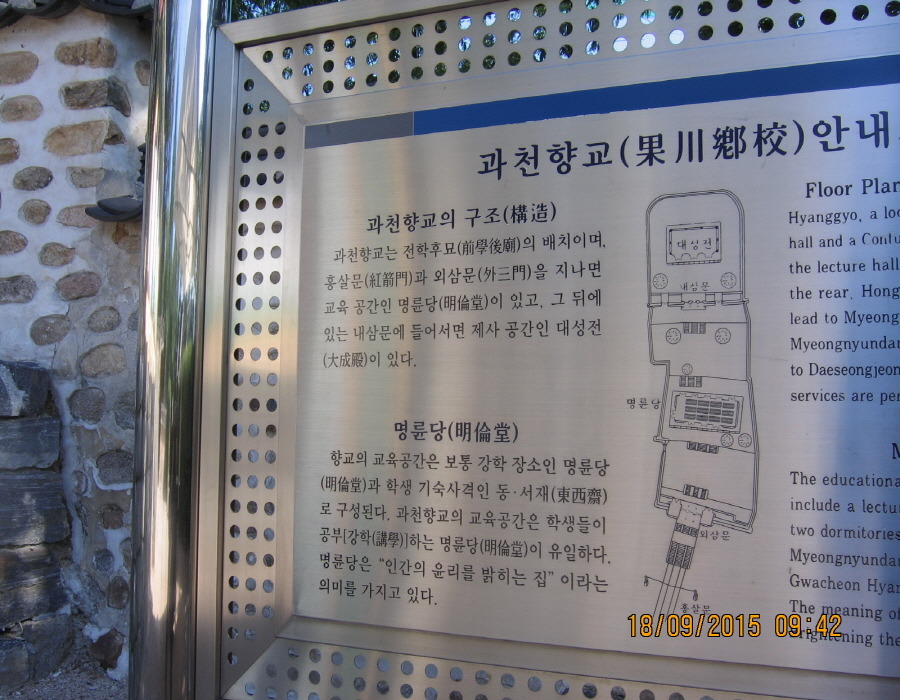 과천향교(果川鄕校)안내
과천향교의 구조(構造)
과천향교는 전학후묘(前學後廟)의 배치이며,
홍살문(紅箭門)과 외삼문(外三門)을 지나면
교육 공간인 명륜당(明倫堂)이 있고, 그 뒤에
있는 내삼문에 들어서면 제사 공간인 대성전
(大成殿)이 있다.
명륜당(明倫堂)
향교의 교육공간은 보통 강학 장소인 명륜당
(明倫堂)과 학생 기숙사격인 동·서재(東西齋)
로 구성된다. 과천향교의 교육공간은 학생들이
공부[강학(講學)]하는 명륜당(明倫堂)이 유일하다.
명륜당은 “인간의 윤리를 밝히는 집” 이라는
의미를 가지고 있다.
대성전
내삼문
명륜당
외삼문
홍살문
Floor Plan
Hyanggyo, a loc
hall and a Confu
the lecture hall
the rear. Hong
lead to Myeong
Myeongnyundan
to Daeseongjeon
services are per
M
The educationa
include a lectu
two dormitories
Myeongnyundan
Gwacheon Hyan
The meaning of
rightening the
18/09/2015 09:42